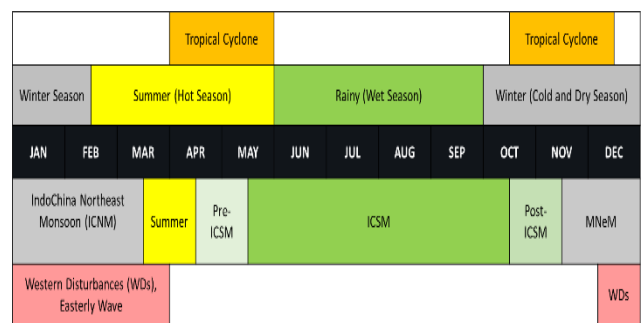 Tropical Cyclone Tropical Cyclone
Winter Season Summer (Hot Season) Rainy (Wet Season) Winter (Cold and Dry Season)
JAN FEB MAR APR MAY JUN JUL AUG SEP OCT NOV DEC
IndoChina Northeast
Monsoon (ICNM)
Summer
Pre-
ICSM
ICSM
Post-
ICSM
MNeM
Western Disturbances (WDs),
Easterly Wave
WDs